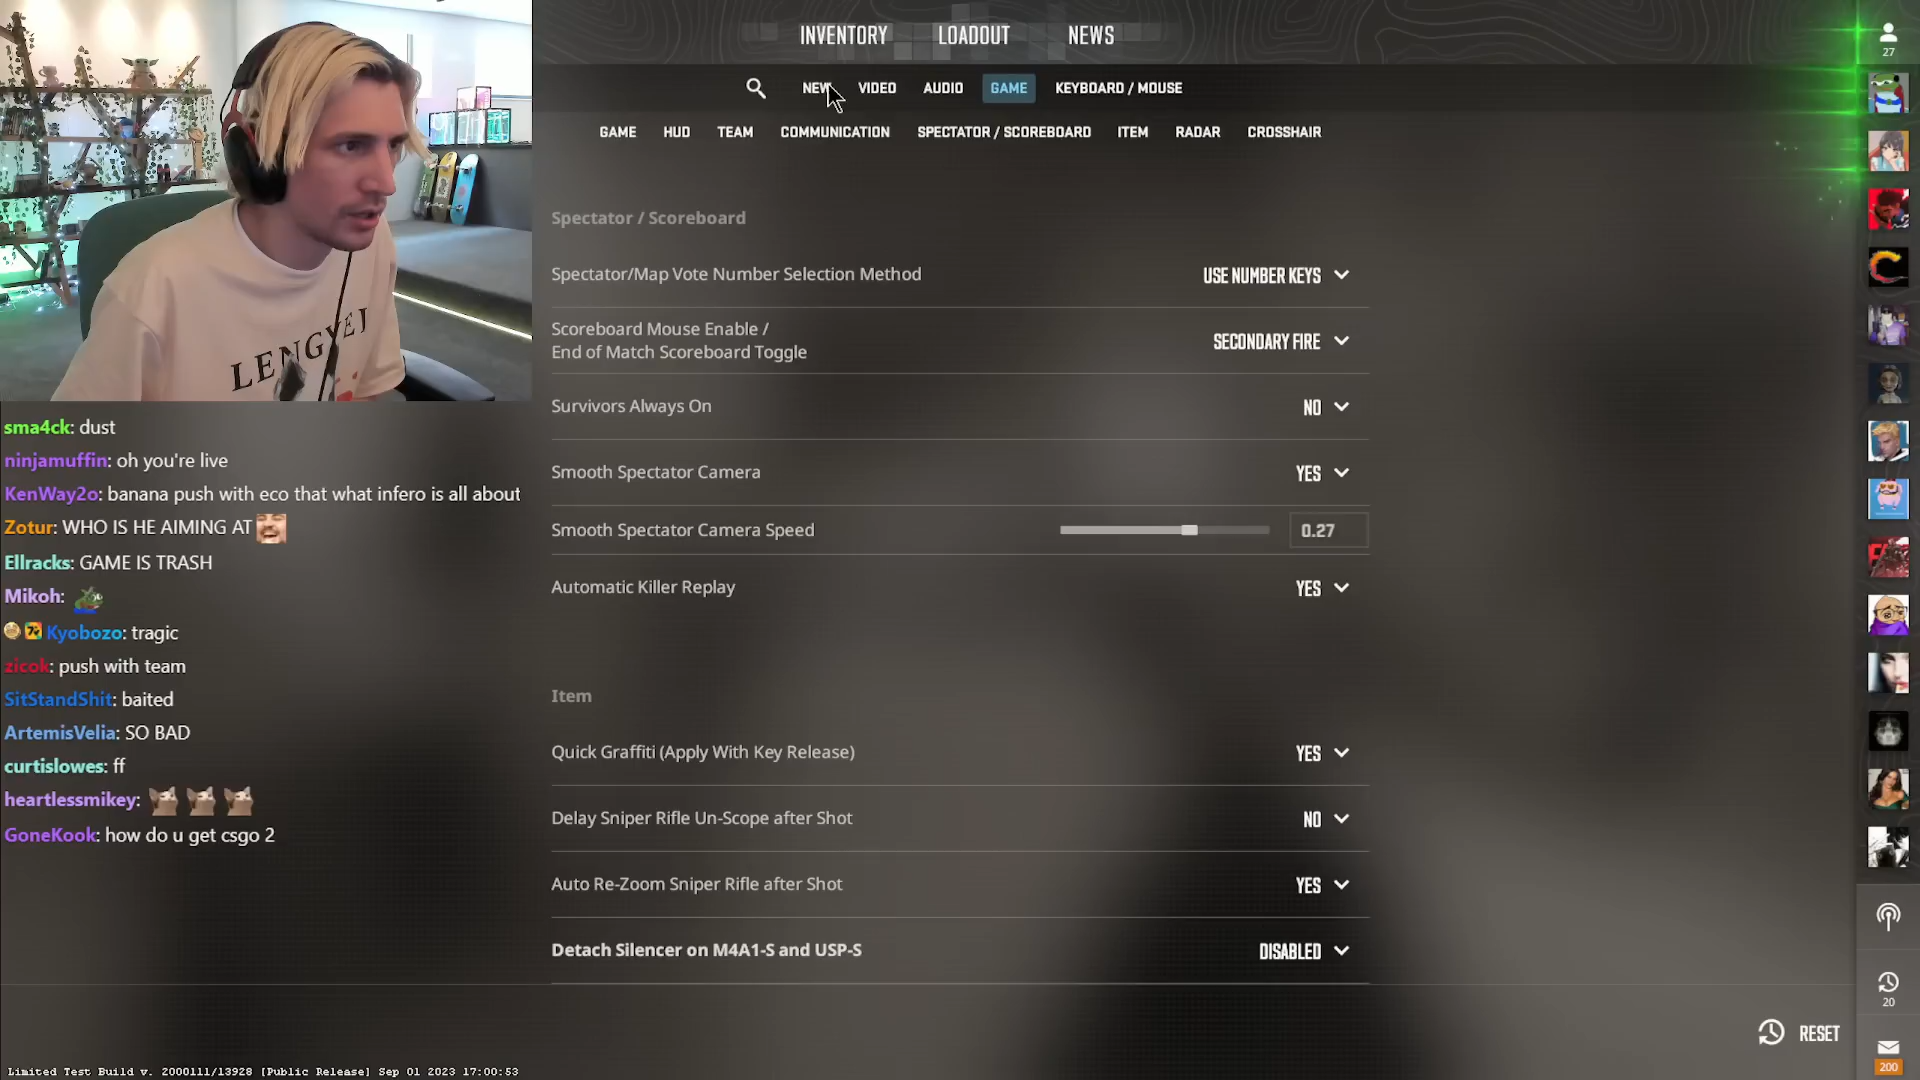 INVENTORY LOADOUT NEWS
27
NEW VIDEO AUDIO GAME KEYBOARD / MOUSE
GAME HUD TEAM COMMUNICATION SPECTATOR / SCOREBOARD ITEM RADAR CROSSHAIR
Spectator / Scoreboard
Spectator/Map Vote Number Selection Method USE NUMBER KEYS
Scoreboard Mouse Enable /
End of Match Scoreboard Toggle SECONDARY FIRE
Survivors Always On NO
Smooth Spectator Camera YES
Smooth Spectator Camera Speed 0.27
Automatic Killer Replay YES
Item
Quick Graffiti (Apply With Key Release) YES
Delay Sniper Rifle Un-Scope after Shot NO
Auto Re-Zoom Sniper Rifle after Shot YES
Detach Silencer on M4A1-S and USP-S DISABLED
LENGVEJ
sma4ck: dust
ninjamuffin: oh you're live
KenWay2o: banana push with eco that what infero is all about
Zotur: WHO IS HE AIMING AT
Ellracks: GAME IS TRASH
Mikoh:
Kyobozo: tragic
zicok: push with team
SitStandShit: baited
ArtemisVelia: SO BAD
curtislowes: ff
heartlessmikey:
GoneKook: how do u get csgo 2
20
RESET
200
Limited Test Build v. 2000111/13928 [Public Release] Sep 01 2023 17:00:53